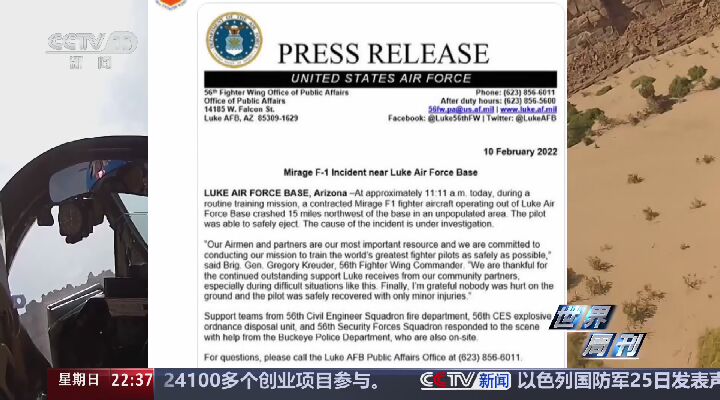 CCTV 13
新闻
PRESS RELEASE
UNITED STATES AIR FORCE
56th Fighter Wing Office of Public Affairs
Office of Public Affairs
14185 W. Falcon St.
Luke AFB, AZ 85309-1629
Phone: (623) 856-6011
After duty hours: (623) 856-5600
56fw.pa@us.af.mil | www.luke.af.mil
Facebook: @Luke56thFW | Twitter: @LukeAFB
10 February 2022
Mirage F-1 Incident near Luke Air Force Base
LUKE AIR FORCE BASE, Arizona –At approximately 11:11 a.m. today, during a
routine training mission, a contracted Mirage F1 fighter aircraft operating out of Luke Air
Force Base crashed 15 miles northwest of the base in an unpopulated area. The pilot
was able to safely eject. The cause of the incident is under investigation.
"Our Airmen and partners are our most important resource and we are committed to
conducting our mission to train the world's greatest fighter pilots as safely as possible,"
said Brig. Gen. Gregory Kreuder, 56th Fighter Wing Commander. "We are thankful for
the continued outstanding support Luke receives from our community partners,
especially during difficult situations like this. Finally, I'm grateful nobody was hurt on the
ground and the pilot was safely recovered with only minor injuries."
Support teams from 56th Civil Engineer Squadron fire department, 56th CES explosive
ordnance disposal unit, and 56th Security Forces Squadron responded to the scene
with help from the Buckeye Police Department, who are also on-site.
For questions, please call the Luke AFB Public Affairs Office at (623) 856-6011.
世界
周刊
星期日 22:37 24100多个创业项目参与。 CCTV 新闻 以色列国防军25日发表声